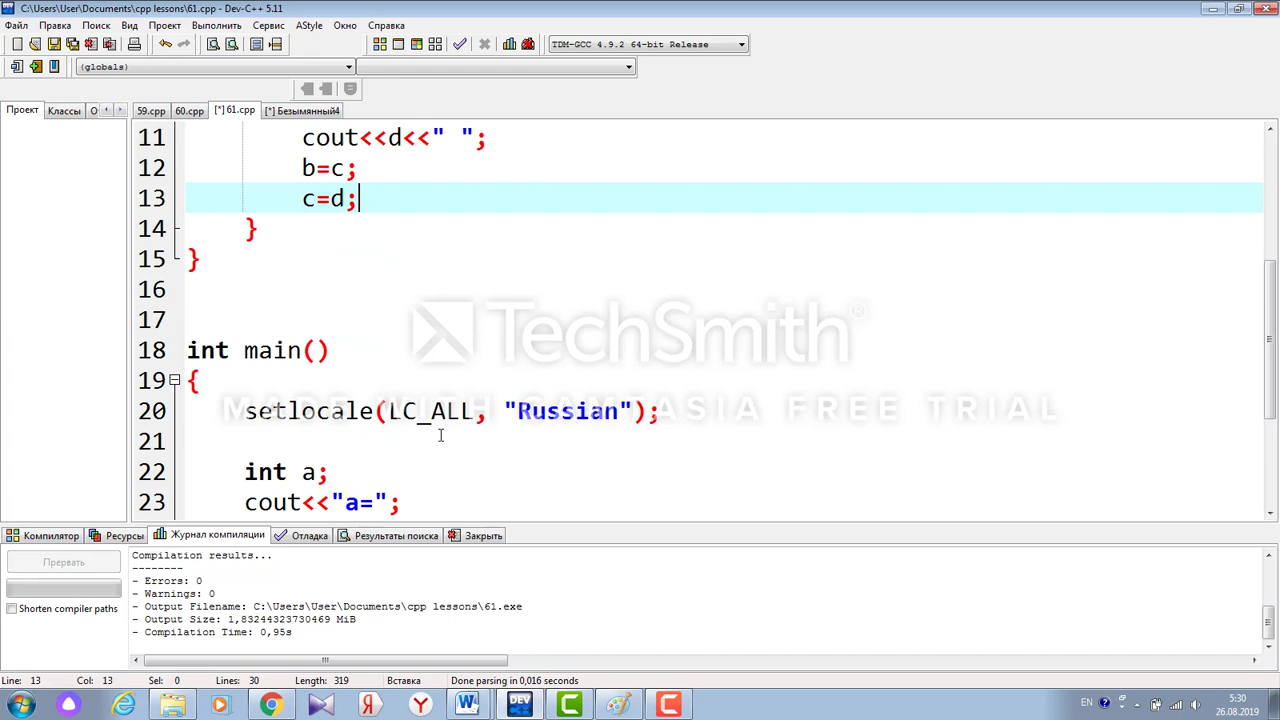 C:\Users\User\Documents\cpp lessons\61.cpp - Dev-C++ 5.11
Файл Правка Поиск Вид Проект Выполнить Сервис AStyle Окно Справка
TDM-GCC 4.9.2 64-bit Release
(globals)
Проект Классы О 59.cpp 60.cpp [*] 61.cpp [*] Безымянный4
11 cout<<d<<" ";
12 b=c;
13 c=d;
14 }
15 }
16
17
18 int main()
19 {
20 setlocale(LC_ALL, "Russian");
21
22 int a;
23 cout<<"a=";
TechSmith®
MADE WITH CAMTASIA FREE TRIAL
Компилятор Ресурсы Журнал компиляции Отладка Результаты поиска Закрыть
Прервать
Shorten compiler paths
Compilation results...
--------
- Errors: 0
- Warnings: 0
- Output Filename: C:\Users\User\Documents\cpp lessons\61.exe
- Output Size: 1,83244323730469 MiB
- Compilation Time: 0,95s
Line: 13 Col: 13 Sel: 0 Lines: 30 Length: 319 Вставка Done parsing in 0,016 seconds
EN 5:30
26.08.2019